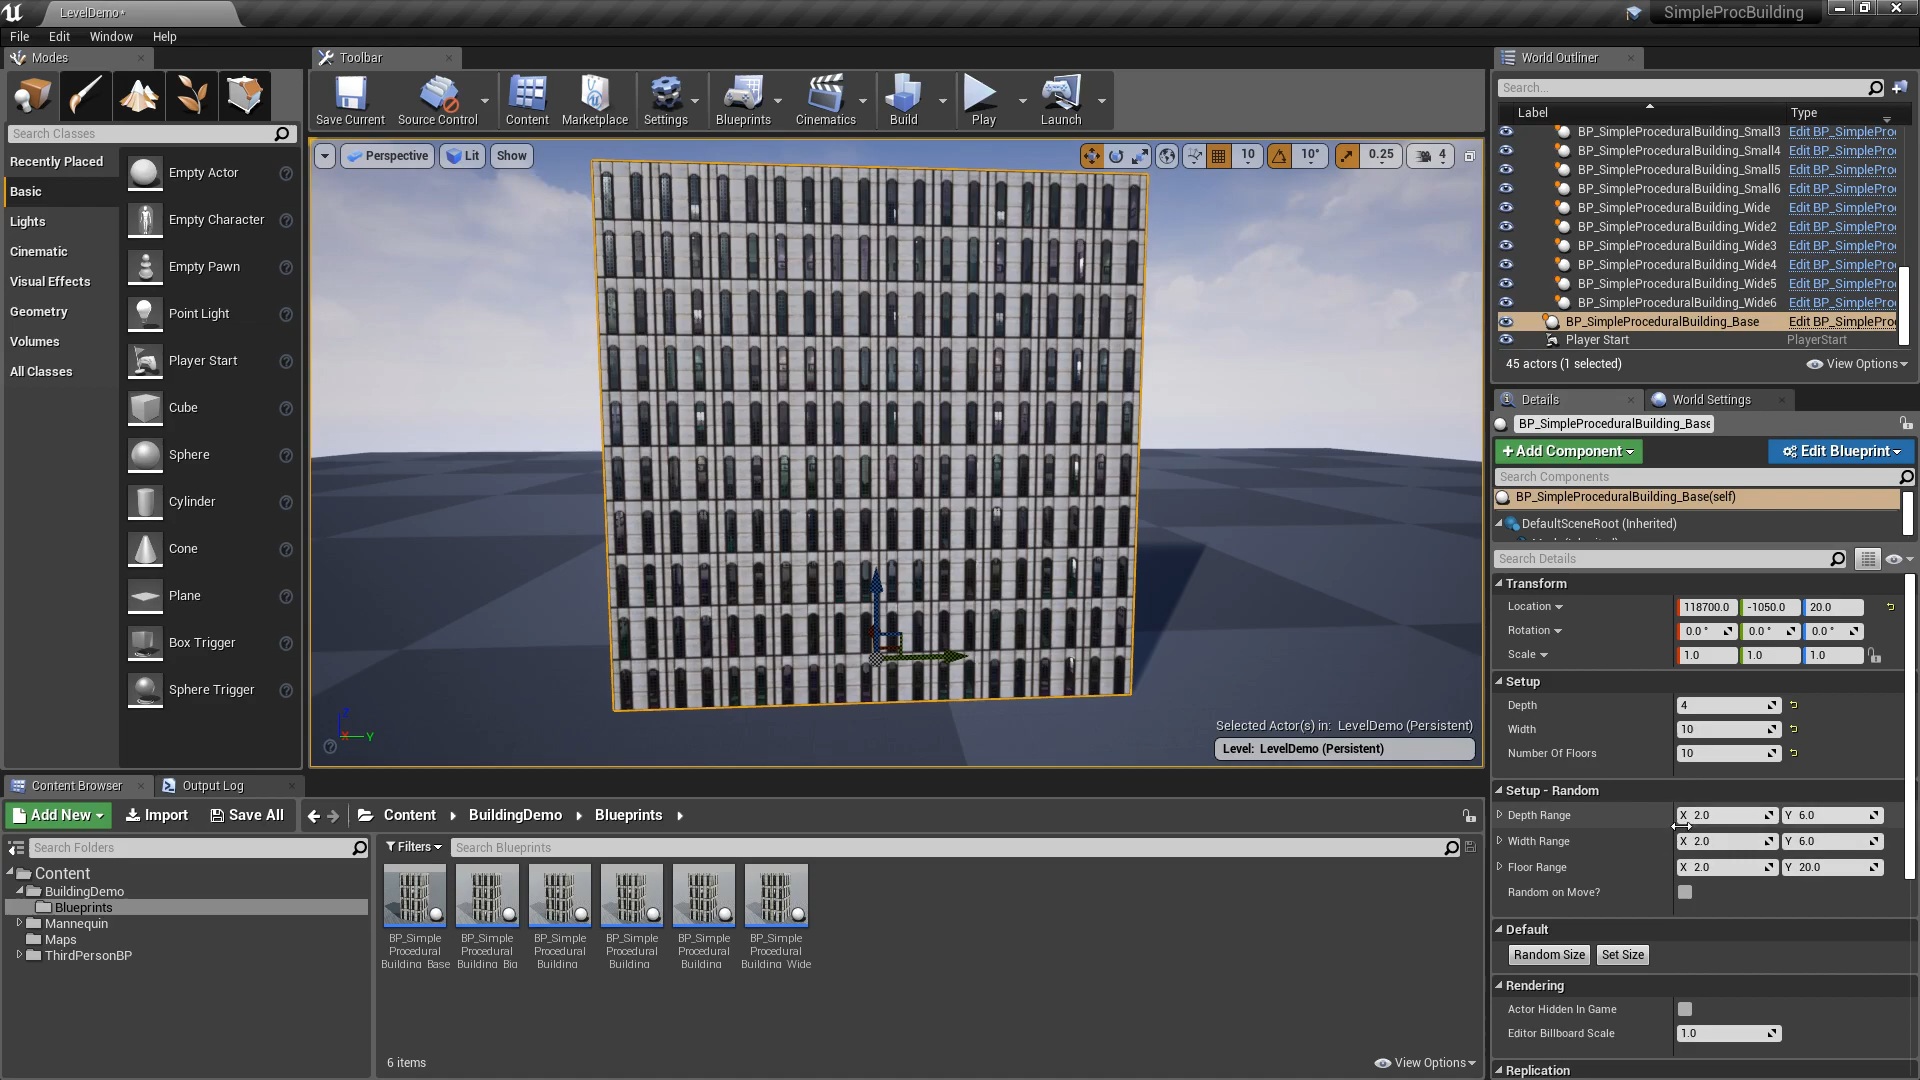 LevelDemo*
SimpleProcBuilding
File Edit Window Help
Modes
Search Classes
Recently Placed
Basic
Lights
Cinematic
Visual Effects
Geometry
Volumes
All Classes
Empty Actor
Empty Character
Empty Pawn
Point Light
Player Start
Cube
Sphere
Cylinder
Cone
Plane
Box Trigger
Sphere Trigger
Toolbar
Save Current Source Control Content Marketplace Settings Blueprints Cinematics Build Play Launch
Perspective Lit Show
10 10° 0.25 4
Z
X Y
Selected Actor(s) in: LevelDemo (Persistent)
Level: LevelDemo (Persistent)
World Outliner
Search...
Label Type
BP_SimpleProceduralBuilding_Small3 Edit BP_SimplePro
BP_SimpleProceduralBuilding_Small4 Edit BP_SimplePro
BP_SimpleProceduralBuilding_Small5 Edit BP_SimplePro
BP_SimpleProceduralBuilding_Small6 Edit BP_SimplePro
BP_SimpleProceduralBuilding_Wide Edit BP_SimplePro
BP_SimpleProceduralBuilding_Wide2 Edit BP_SimplePro
BP_SimpleProceduralBuilding_Wide3 Edit BP_SimplePro
BP_SimpleProceduralBuilding_Wide4 Edit BP_SimplePro
BP_SimpleProceduralBuilding_Wide5 Edit BP_SimplePro
BP_SimpleProceduralBuilding_Wide6 Edit BP_SimplePro
BP_SimpleProceduralBuilding_Base Edit BP_SimplePro
Player Start PlayerStart
45 actors (1 selected) View Options
Details World Settings
BP_SimpleProceduralBuilding_Base
+Add Component Edit Blueprint
Search Components
BP_SimpleProceduralBuilding_Base(self)
DefaultSceneRoot (Inherited)
Search Details
Transform
Location 118700.0 -1050.0 20.0
Rotation 0.0 ° 0.0 ° 0.0 °
Scale 1.0 1.0 1.0
Setup
Depth 4
Width 10
Number Of Floors 10
Setup - Random
Depth Range X 2.0 Y 6.0
Width Range X 2.0 Y 6.0
Floor Range X 2.0 Y 20.0
Random on Move?
Default
Random Size Set Size
Rendering
Actor Hidden In Game
Editor Billboard Scale 1.0
Replication
Content Browser Output Log
Add New Import Save All Content BuildingDemo Blueprints
Search Folders
Content
BuildingDemo
Blueprints
Mannequin
Maps
ThirdPersonBP
Filters Search Blueprints
BP_Simple BP_Simple BP_Simple BP_Simple BP_Simple BP_Simple
Procedural Procedural Procedural Procedural Procedural Procedural
Building_Base Building_Big Building_ Building_ Building_ Building_Wide
6 items View Options